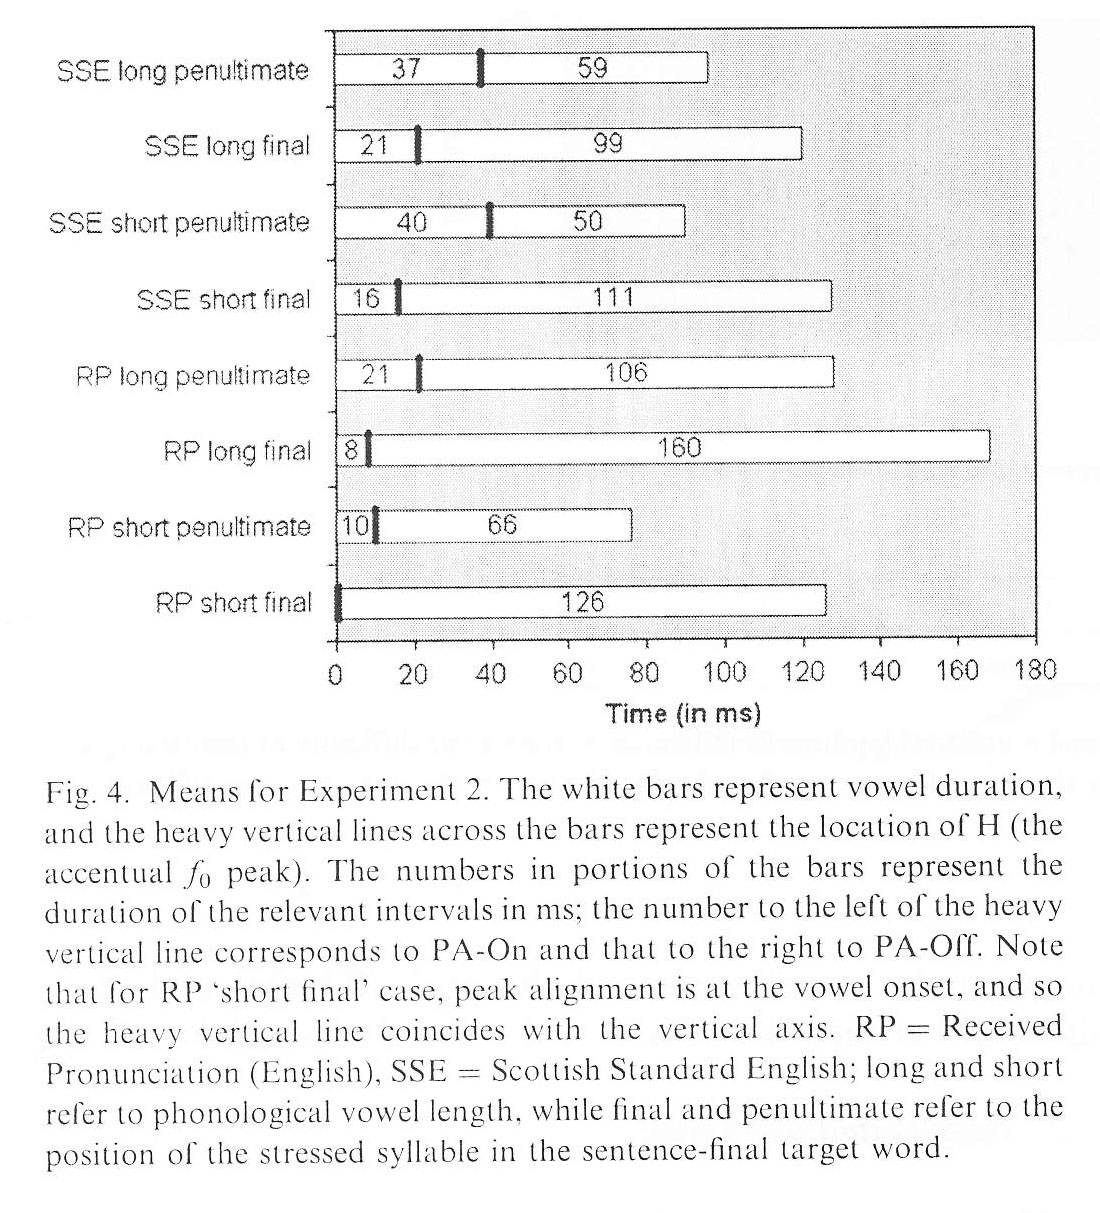 SSE long penultimate 37 59
SSE long final 21 99
SSE short penultimate 40 50
SSE short final 16 111
RP long penultimate 21 106
RP long final 8 160
RP short penultimate 10 66
RP short final 126
0 20 40 60 80 100 120 140 160 180
Time (in ms)
Fig. 4. Means for Experiment 2. The white bars represent vowel duration,
and the heavy vertical lines across the bars represent the location of H (the
accentual f0 peak). The numbers in portions of the bars represent the
duration of the relevant intervals in ms; the number to the left of the heavy
vertical line corresponds to PA-On and that to the right to PA-Off. Note
that for RP ‘short final’ case, peak alignment is at the vowel onset, and so
the heavy vertical line coincides with the vertical axis. RP = Received
Pronunciation (English), SSE = Scottish Standard English; long and short
refer to phonological vowel length, while final and penultimate refer to the
position of the stressed syllable in the sentence-final target word.